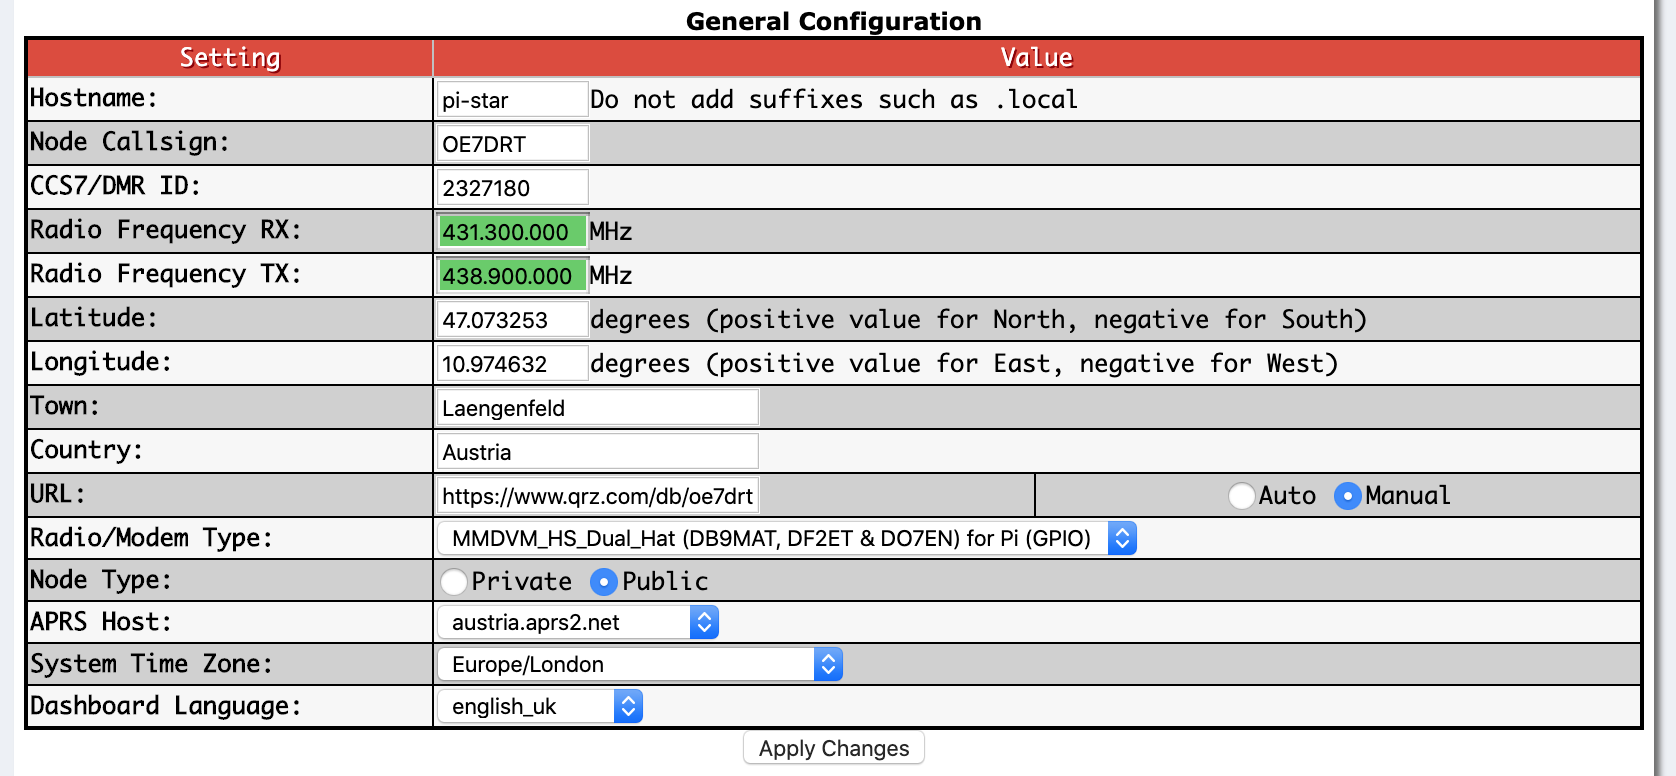 General Configuration
Setting Value
Hostname: pi-star Do not add suffixes such as .local
Node Callsign: OE7DRT
CCS7/DMR ID: 2327180
Radio Frequency RX: 431.300.000 MHz
Radio Frequency TX: 438.900.000 MHz
Latitude: 47.073253 degrees (positive value for North, negative for South)
Longitude: 10.974632 degrees (positive value for East, negative for West)
Town: Laengenfeld
Country: Austria
URL: https://www.qrz.com/db/oe7drt Auto Manual
Radio/Modem Type: MMDVM_HS_Dual_Hat (DB9MAT, DF2ET & DO7EN) for Pi (GPIO)
Node Type: Private Public
APRS Host: austria.aprs2.net
System Time Zone: Europe/London
Dashboard Language: english_uk
Apply Changes